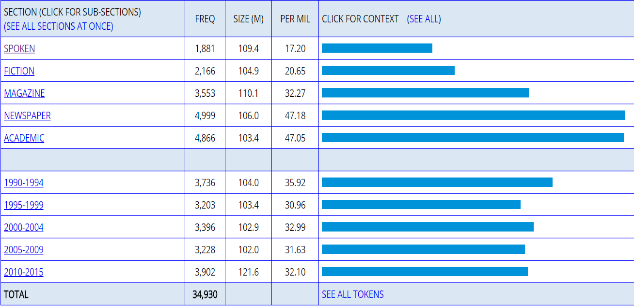 SECTION (CLICK FOR SUB-SECTIONS) FREQ SIZE (M) PER MIL CLICK FOR CONTEXT (SEE ALL)
(SEE ALL SECTIONS AT ONCE)
SPOKEN 1,881 109.4 17.20
FICTION 2,166 104.9 20.65
MAGAZINE 3,553 110.1 32.27
NEWSPAPER 4,999 106.0 47.18
ACADEMIC 4,866 103.4 47.05
1990-1994 3,736 104.0 35.92
1995-1999 3,203 103.4 30.96
2000-2004 3,396 102.9 32.99
2005-2009 3,228 102.0 31.63
2010-2015 3,902 121.6 32.10
TOTAL 34,930 SEE ALL TOKENS